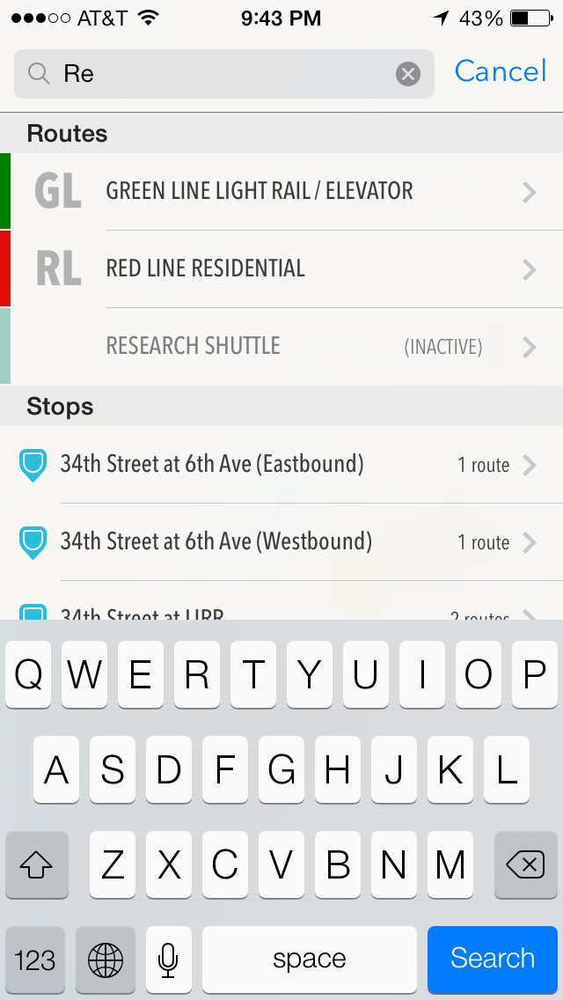 AT&T 9:43 PM 43%
Re Cancel
Routes
GL GREEN LINE LIGHT RAIL / ELEVATOR
RL RED LINE RESIDENTIAL
RESEARCH SHUTTLE (INACTIVE)
Stops
34th Street at 6th Ave (Eastbound) 1 route
34th Street at 6th Ave (Westbound) 1 route
34th Street at URR 2 routes
Q W E R T Y U I O P
A S D F G H J K L
Z X C V B N M
123 space Search